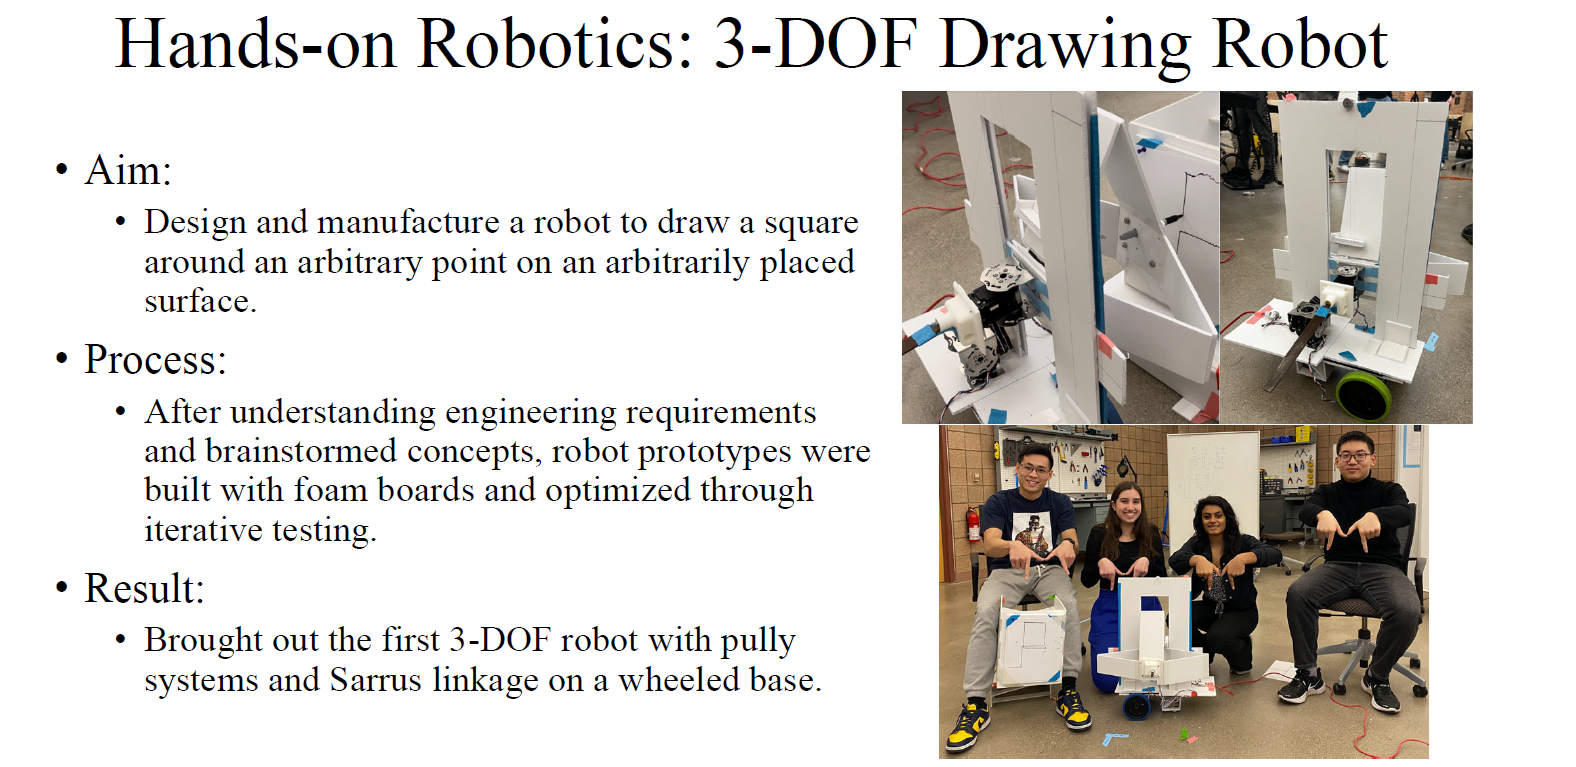 Hands-on Robotics: 3-DOF Drawing Robot
• Aim:
• Design and manufacture a robot to draw a square
around an arbitrary point on an arbitrarily placed
surface.
• Process:
• After understanding engineering requirements
and brainstormed concepts, robot prototypes were
built with foam boards and optimized through
iterative testing.
• Result:
• Brought out the first 3-DOF robot with pully
systems and Sarrus linkage on a wheeled base.